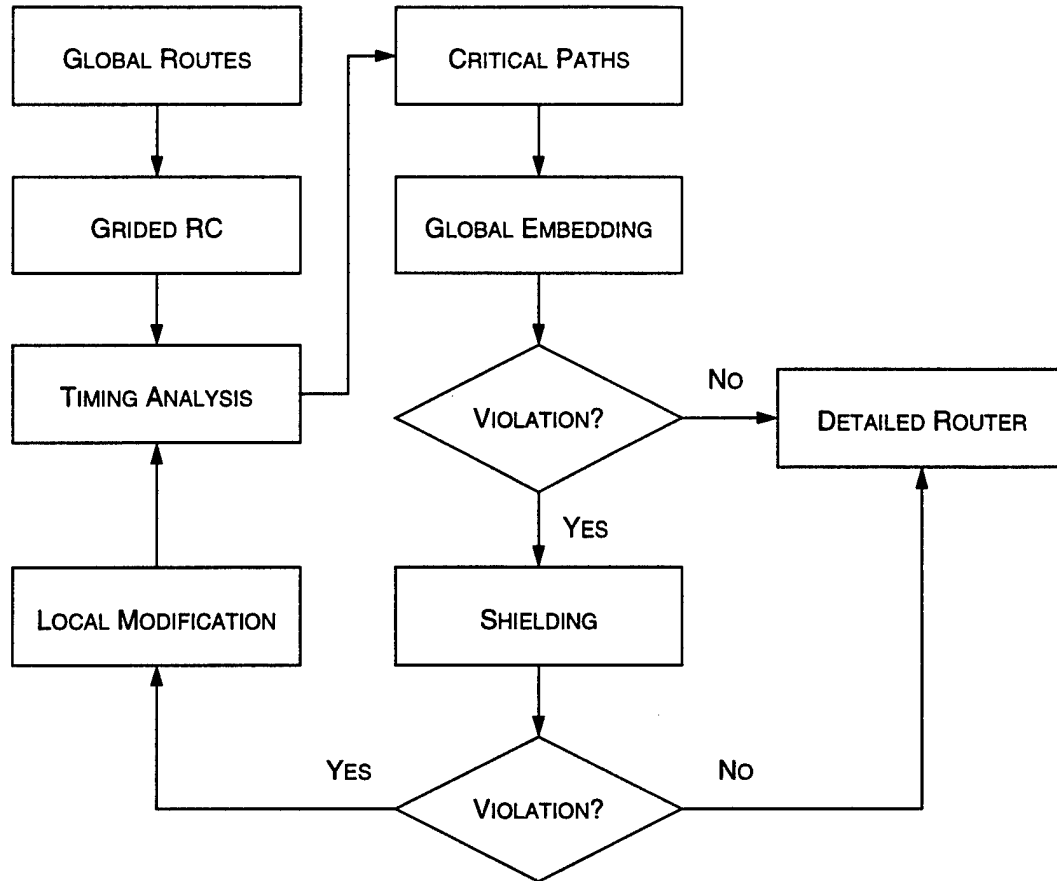 GLOBAL ROUTES
CRITICAL PATHS
GRIDED RC
GLOBAL EMBEDDING
TIMING ANALYSIS
VIOLATION?
NO
DETAILED ROUTER
YES
LOCAL MODIFICATION
SHIELDING
YES
VIOLATION?
NO